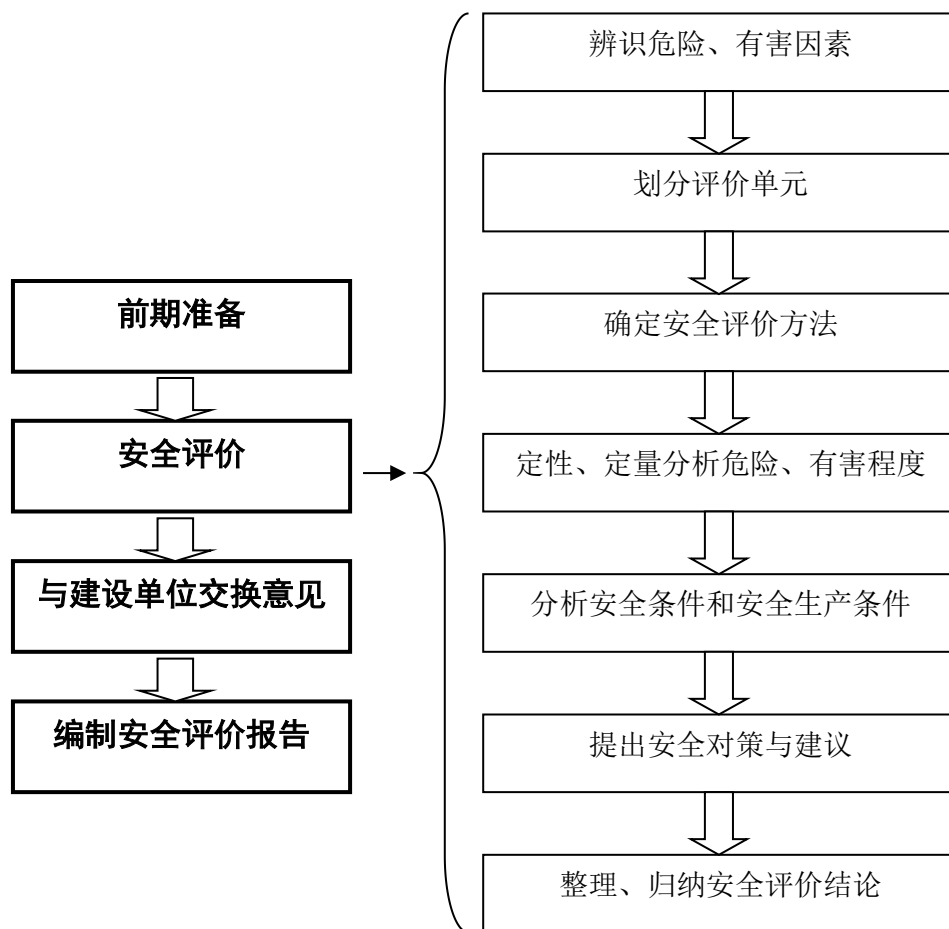 前期准备
安全评价
与建设单位交换意见
编制安全评价报告
辨识危险、有害因素
划分评价单元
确定安全评价方法
定性、定量分析危险、有害程度
分析安全条件和安全生产条件
提出安全对策与建议
整理、归纳安全评价结论